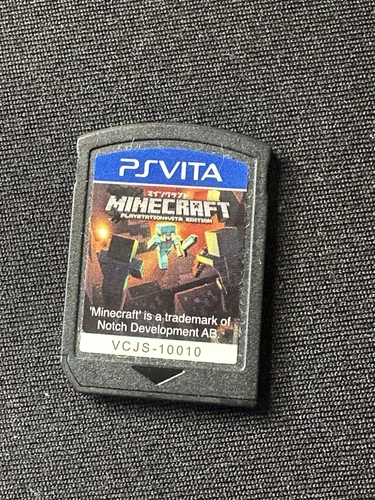 PSVITA
マインクラフト
MINECRAFT
PLAYSTATION®VITA EDITION
'Minecraft' is a trademark of
Notch Development AB.
VCJS-10010